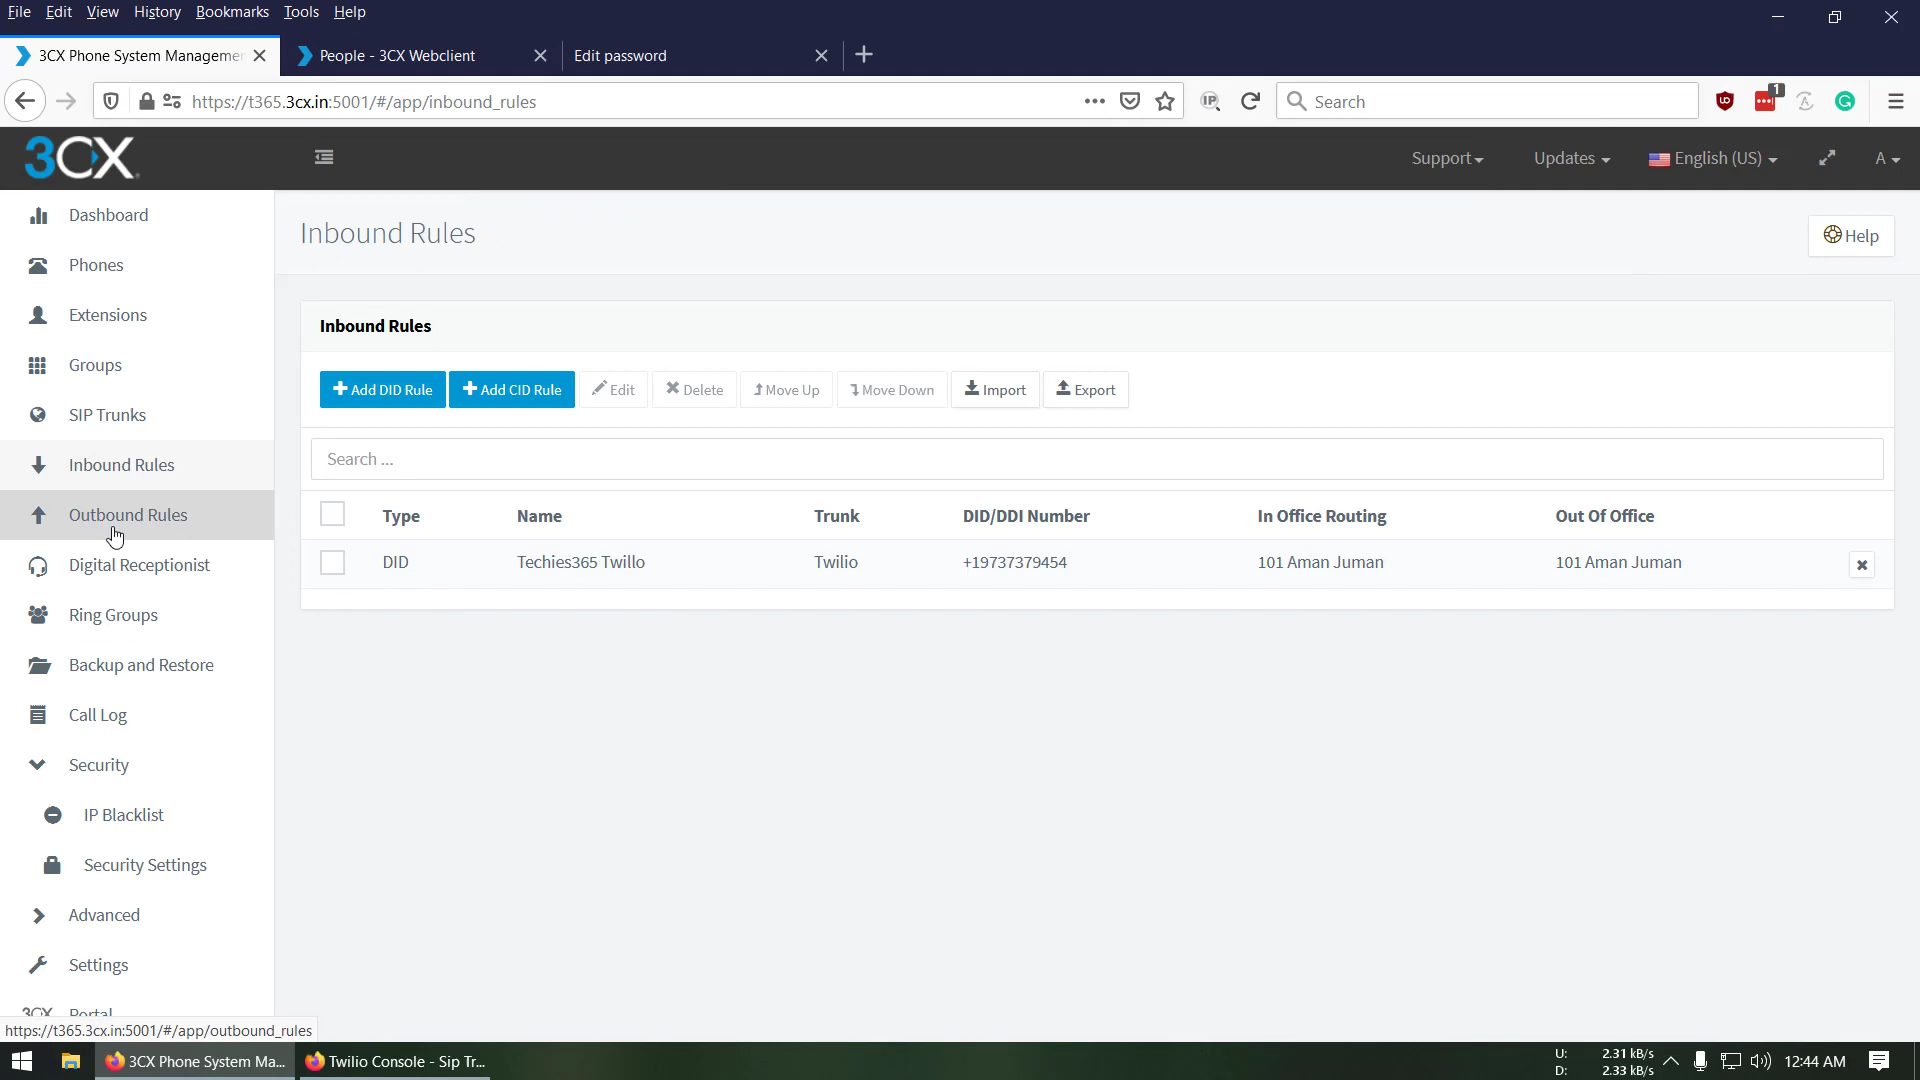 File Edit View History Bookmarks Tools Help
3CX Phone System Manageme
People - 3CX Webclient
Edit password
https://t365.3cx.in:5001/#/app/inbound_rules
IP
Search
1
3CX
Support
Updates
English (US)
A
Dashboard
Phones
Extensions
Groups
SIP Trunks
Inbound Rules
Outbound Rules
Digital Receptionist
Ring Groups
Backup and Restore
Call Log
Security
IP Blacklist
Security Settings
Advanced
Settings
3CX Portal
Inbound Rules
Help
Inbound Rules
Add DID Rule Add CID Rule Edit Delete Move Up Move Down Import Export
Search ...
Type Name Trunk DID/DDI Number In Office Routing Out Of Office
DID Techies365 Twillo Twilio +19737379454 101 Aman Juman 101 Aman Juman
https://t365.3cx.in:5001/#/app/outbound_rules
3CX Phone System Ma...
Twilio Console - Sip Tr...
U: 2.31 kB/s
D: 2.33 kB/s
12:44 AM